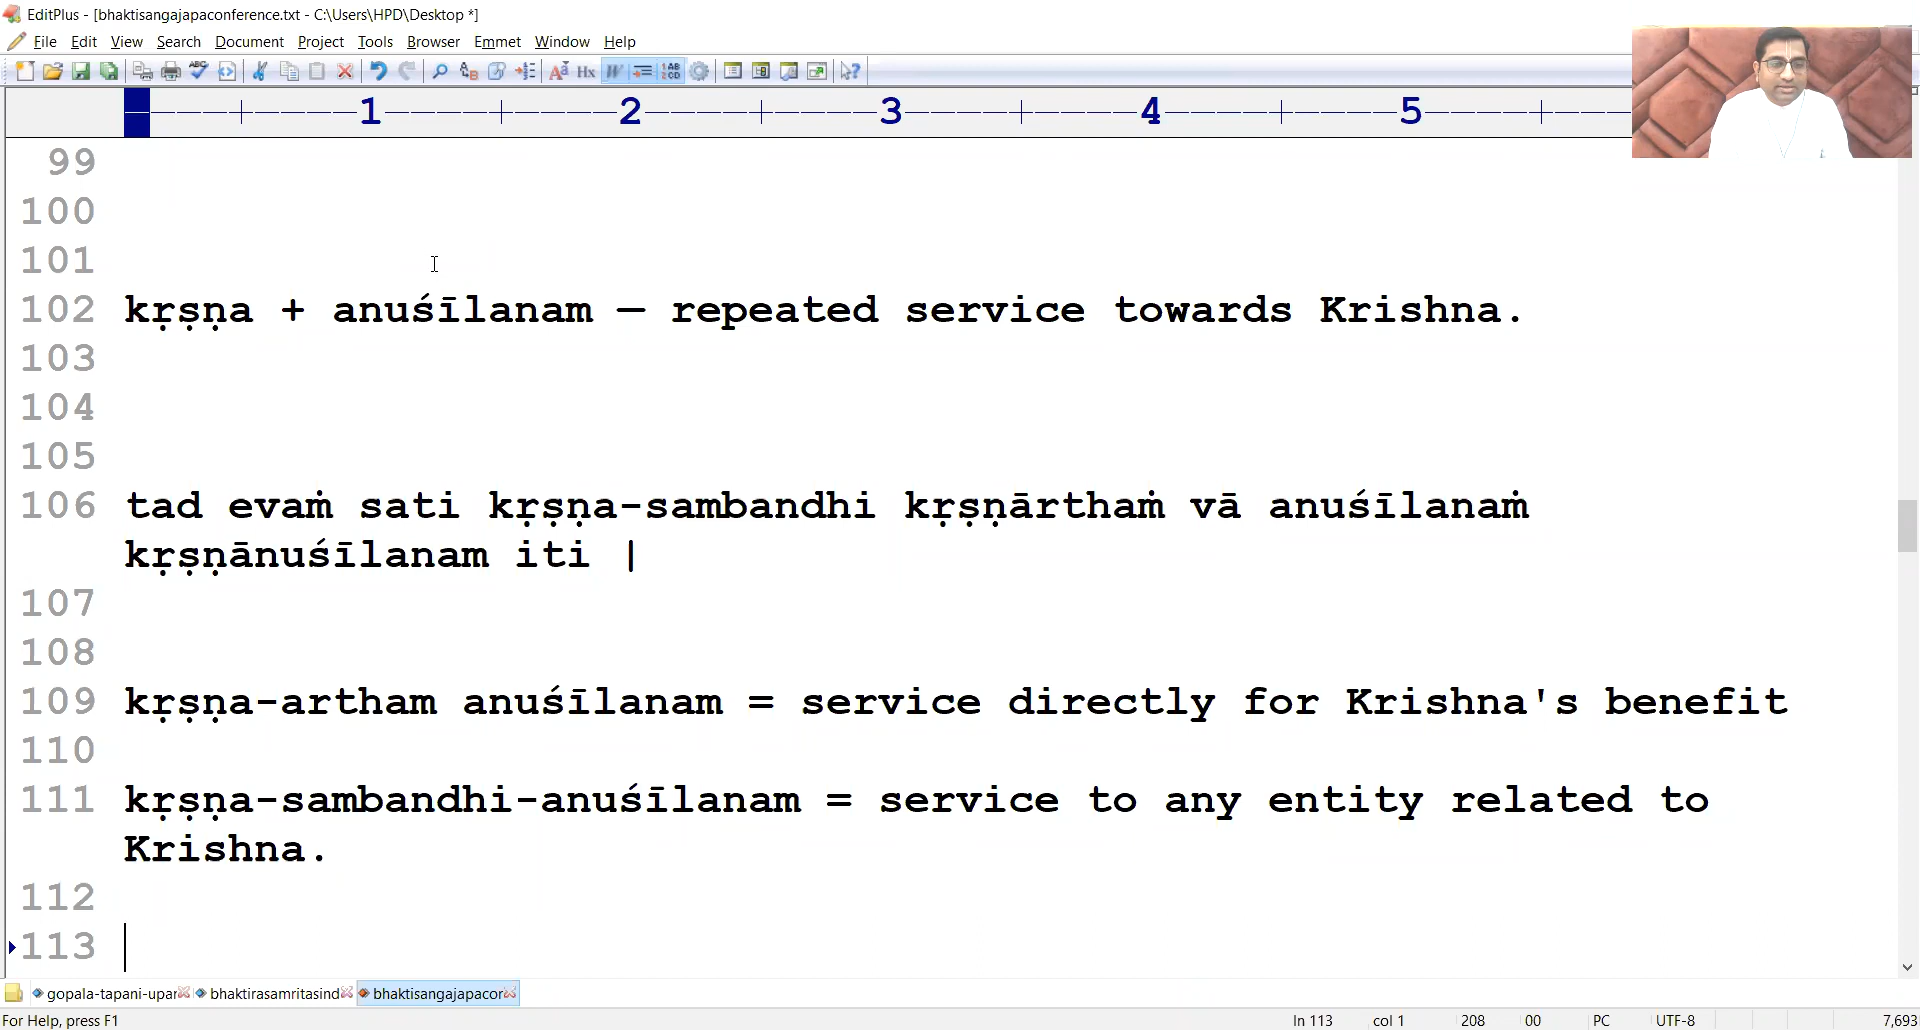 EditPlus - [bhaktisangajapaconference.txt - C:\Users\HPD\Desktop *]
File Edit View Search Document Project Tools Browser Emmet Window Help
1 2 3 4 5
99
100
101
102 kṛṣṇa + anuśīlanam — repeated service towards Krishna.
103
104
105
106 tad evaṁ sati kṛṣṇa-sambandhi kṛṣṇārthaṁ vā anuśīlanaṁ
kṛṣṇānuśīlanam iti |
107
108
109 kṛṣṇa-artham anuśīlanam = service directly for Krishna's benefit
110
111 kṛṣṇa-sambandhi-anuśīlanam = service to any entity related to
Krishna.
112
113
gopala-tapani-upar bhaktirasamritasind bhaktisangajapacor
For Help, press F1 ln 113 col 1 208 00 PC UTF-8 7,693